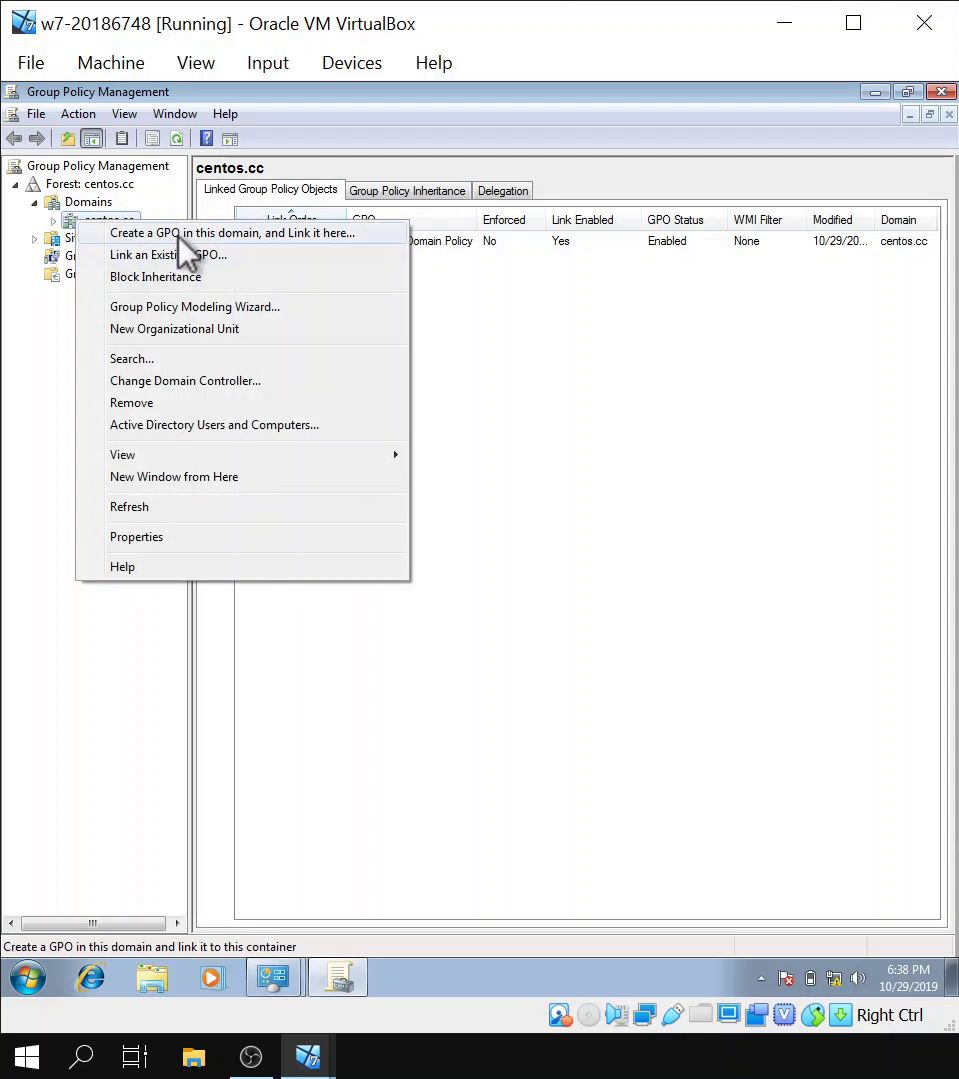 w7-20186748 [Running] - Oracle VM VirtualBox
File Machine View Input Devices Help
Group Policy Management
File Action View Window Help
Group Policy Management
Forest: centos.cc
Domains
centos.cc
Linked Group Policy Objects Group Policy Inheritance Delegation
Link Order GPO Enforced Link Enabled GPO Status WMI Filter Modified Domain
Domain Policy No Yes Enabled None 10/29/20... centos.cc
Create a GPO in this domain, and Link it here...
Link an Existi GPO...
Block Inheritance
Group Policy Modeling Wizard...
New Organizational Unit
Search...
Change Domain Controller...
Remove
Active Directory Users and Computers...
View
New Window from Here
Refresh
Properties
Help
Create a GPO in this domain and link it to this container
6:38 PM
10/29/2019
Right Ctrl